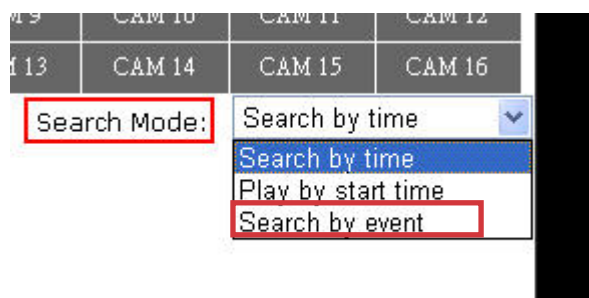 CAM 10 CAM 11 CAM 12
13 CAM 14 CAM 15 CAM 16
Search Mode: Search by time
Search by time
Play by start time
Search by event